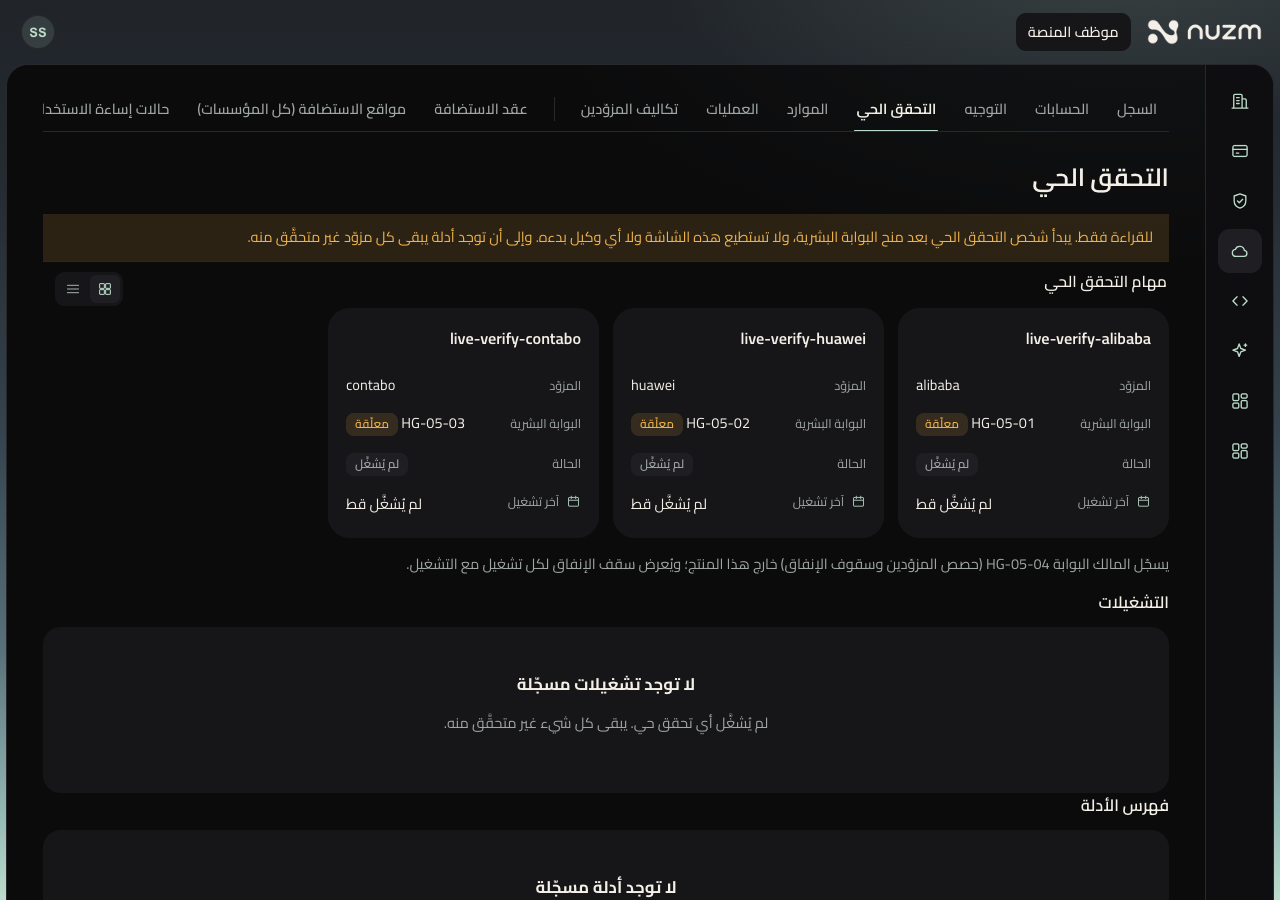 nuzm
موظف المنصة
SS
السجل
الحسابات
التوجيه
التحقق الحي
الموارد
العمليات
تكاليف المزوّدين
عقد الاستضافة
مواقع الاستضافة (كل المؤسسات)
حالات إساءة الاستخدا
التحقق الحي
للقراءة فقط. يبدأ شخص التحقق الحي بعد منح البوابة البشرية، ولا تستطيع هذه الشاشة ولا أي وكيل بدءه. وإلى أن توجد أدلة يبقى كل مزوّد غير متحقَّق منه.
مهام التحقق الحي
live-verify-alibaba
المزوّد alibaba
البوابة البشرية HG-05-01 معلّقة
الحالة لم يُشغَّل
آخر تشغيل لم يُشغَّل قط
live-verify-huawei
المزوّد huawei
البوابة البشرية HG-05-02 معلّقة
الحالة لم يُشغَّل
آخر تشغيل لم يُشغَّل قط
live-verify-contabo
المزوّد contabo
البوابة البشرية HG-05-03 معلّقة
الحالة لم يُشغَّل
آخر تشغيل لم يُشغَّل قط
يسجّل المالك البوابة HG-05-04 (حصص المزوّدين وسقوف الإنفاق) خارج هذا المنتج؛ ويُعرض سقف الإنفاق لكل تشغيل مع التشغيل.
التشغيلات
لا توجد تشغيلات مسجّلة
لم يُشغَّل أي تحقق حي. يبقى كل شيء غير متحقَّق منه.
فهرس الأدلة
لا توجد أدلة مسجّلة